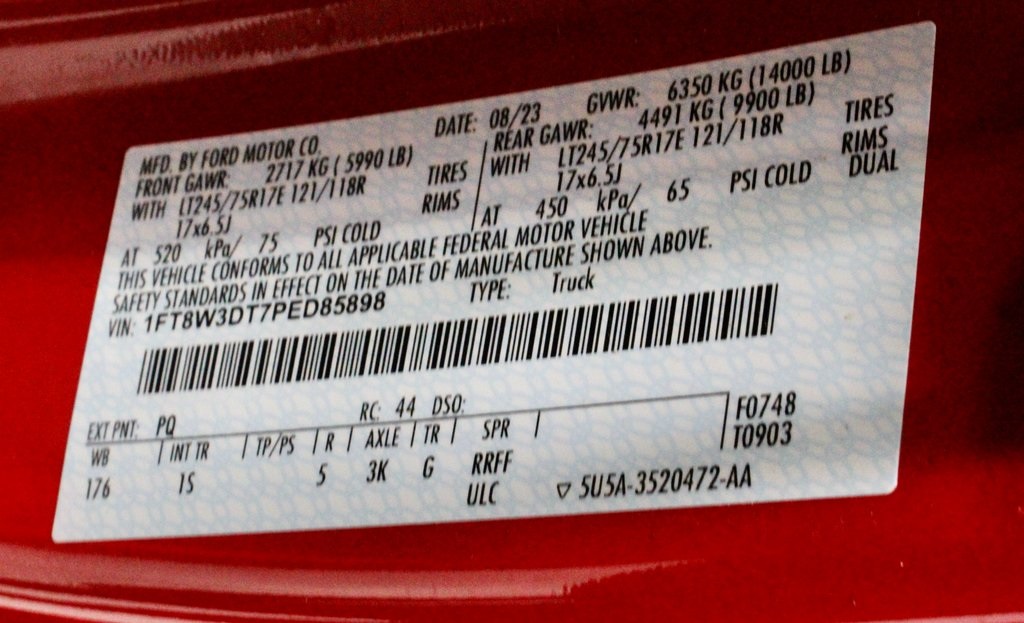 MFD. BY FORD MOTOR CO. DATE: 08/23 GVWR: 6350 KG (14000 LB)
FRONT GAWR: 2717 KG ( 5990 LB) REAR GAWR: 4491 KG ( 9900 LB)
WITH LT245/75R17E 121/118R TIRES WITH LT245/75R17E 121/118R TIRES
17x6.5J RIMS 17x6.5J RIMS
AT 520 kPa/ 75 PSI COLD AT 450 kPa/ 65 PSI COLD DUAL
THIS VEHICLE CONFORMS TO ALL APPLICABLE FEDERAL MOTOR VEHICLE
SAFETY STANDARDS IN EFFECT ON THE DATE OF MANUFACTURE SHOWN ABOVE.
VIN: 1FT8W3DT7PED85898 TYPE: Truck
EXT PNT: PQ RC: 44 DSO: F0748
WB | INT TR | TP/PS | R | AXLE | TR | SPR | T0903
176 1S 5 3K G RRFF
ULC ▽ 5U5A-3520472-AA